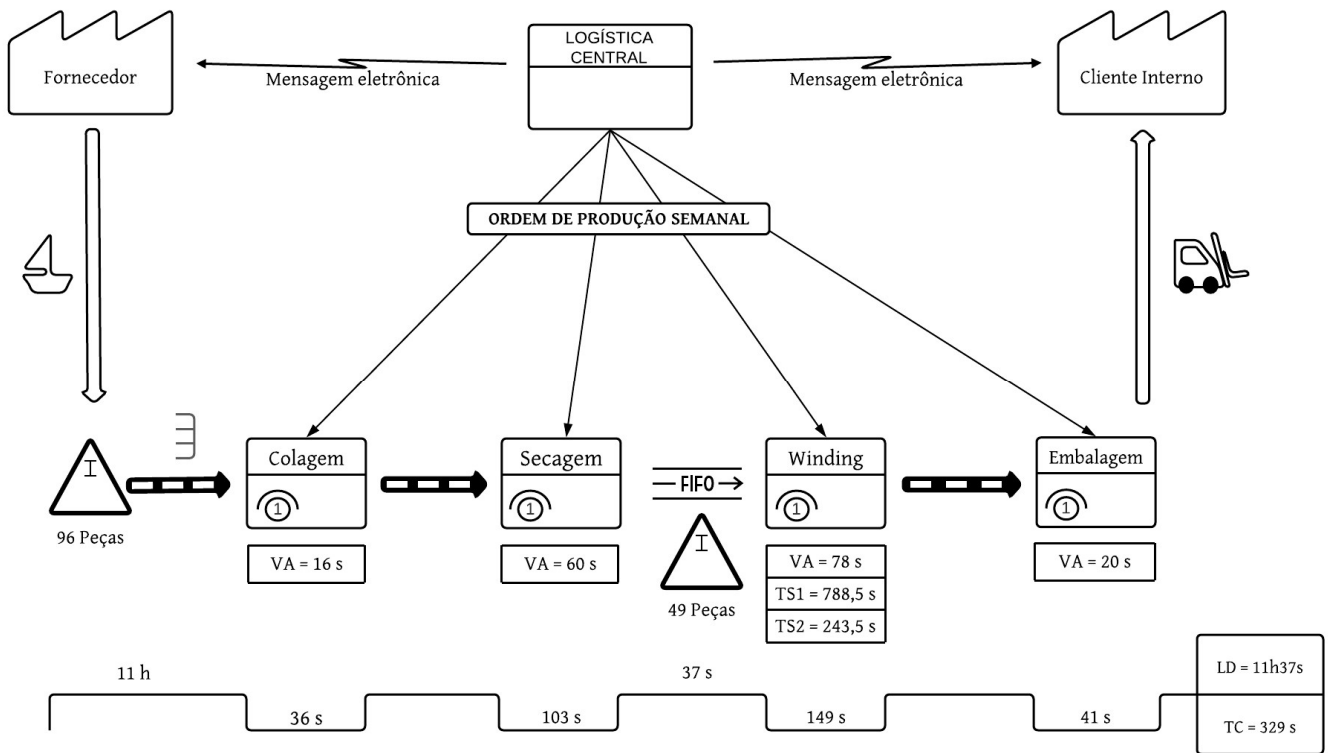 LOGÍSTICA
CENTRAL
Fornecedor
Mensagem eletrônica
Mensagem eletrônica
Cliente Interno
ORDEM DE PRODUÇÃO SEMANAL
I
96 Peças
Colagem
1
VA = 16 s
Secagem
1
VA = 60 s
FIFO
I
49 Peças
Winding
1
VA = 78 s
TS1 = 788,5 s
TS2 = 243,5 s
Embalagem
1
VA = 20 s
11 h
36 s
103 s
37 s
149 s
41 s
LD = 11h37s
TC = 329 s